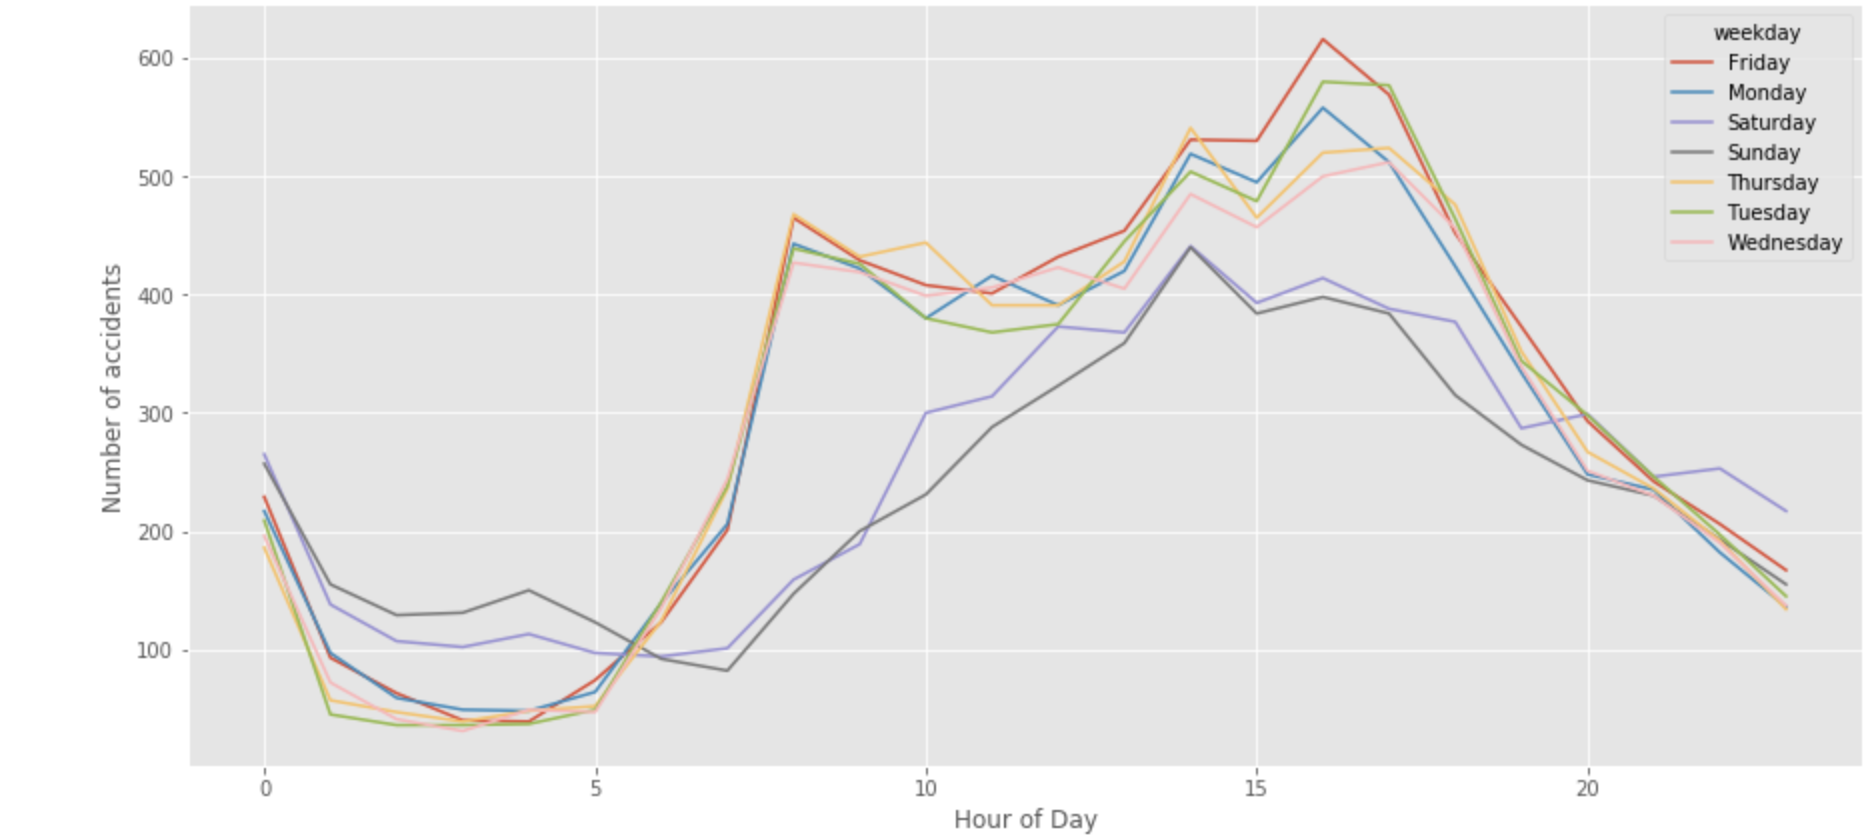 weekday
Friday
Monday
Saturday
Sunday
Thursday
Tuesday
Wednesday
600
500
400
300
200
100
Number of accidents
0 5 10 15 20
Hour of Day